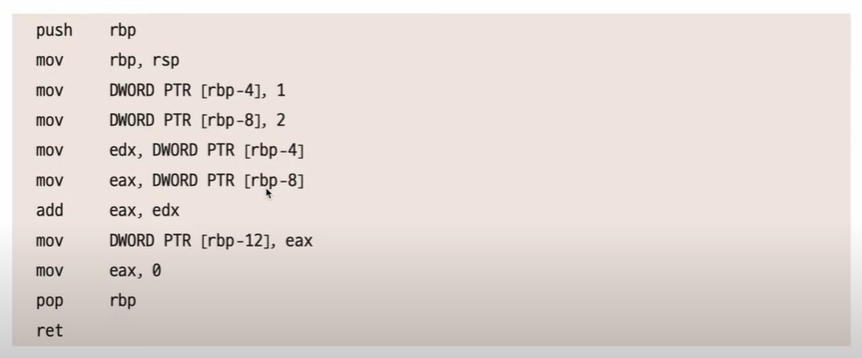 push rbp
mov rbp, rsp
mov DWORD PTR [rbp-4], 1
mov DWORD PTR [rbp-8], 2
mov edx, DWORD PTR [rbp-4]
mov eax, DWORD PTR [rbp-8]
add eax, edx
mov DWORD PTR [rbp-12], eax
mov eax, 0
pop rbp
ret